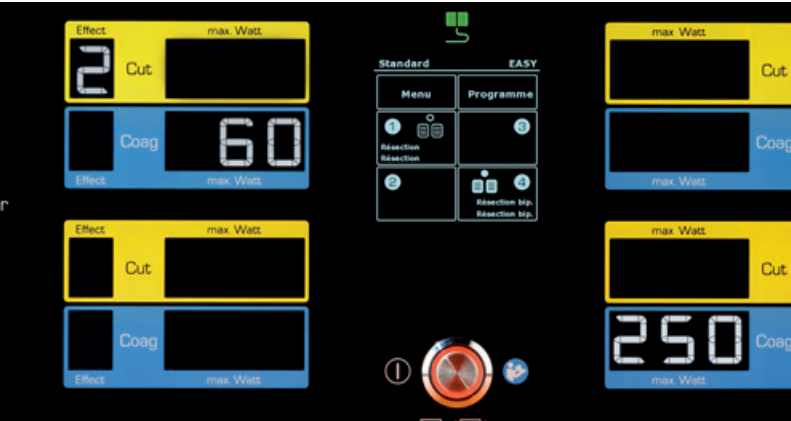 Effect max. Watt
2 Cut
Coag 60
Effect max. Watt
r
Effect max. Watt
Cut
Coag
Effect max. Watt
Standard EASY
Menu Programme
1 3
Résection
Résection
2 4
Résection bip.
Résection bip.
max. Watt
Cut
Coag
max. Watt
max. Watt
Cut
250 Coag
max. Watt